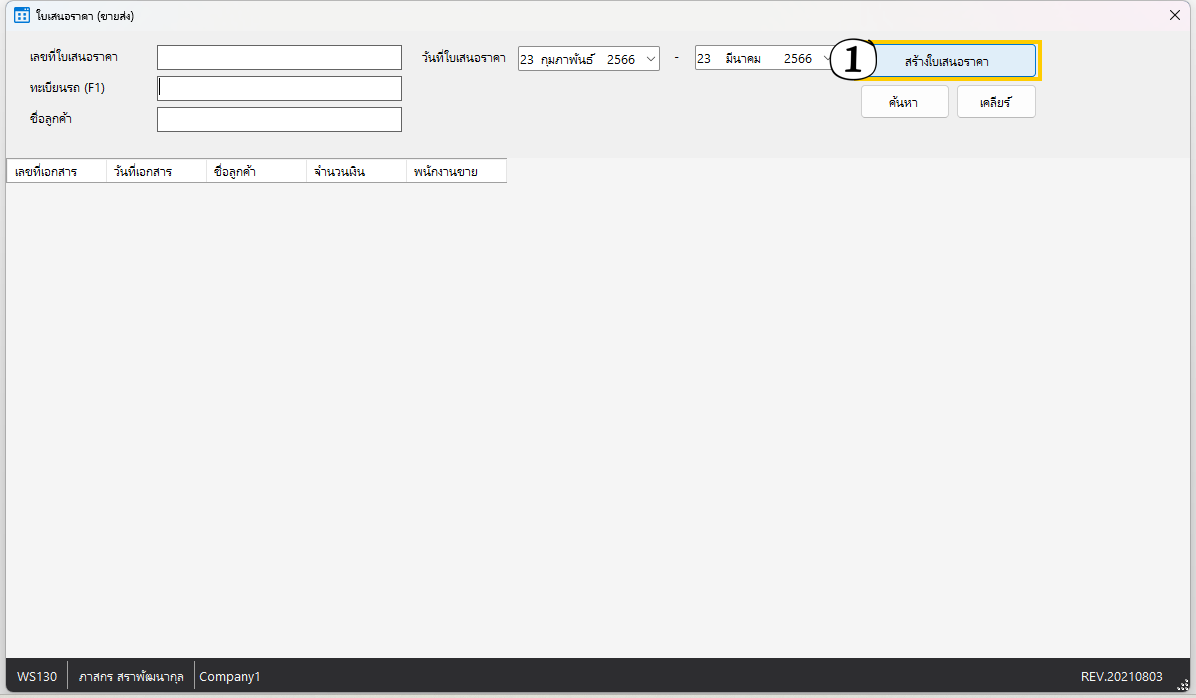 ใบเสนอราคา (ขายส่ง)
เลขที่ใบเสนอราคา วันที่ใบเสนอราคา 23 กุมภาพันธ์ 2566 - 23 มีนาคม 2566 1 สร้างใบเสนอราคา
ทะเบียนรถ (F1)
ค้นหา เคลียร์
ชื่อลูกค้า
เลขที่เอกสาร วันที่เอกสาร ชื่อลูกค้า จำนวนเงิน พนักงานขาย
WS130 ภาสกร สราพัฒนากุล Company1 REV.20210803